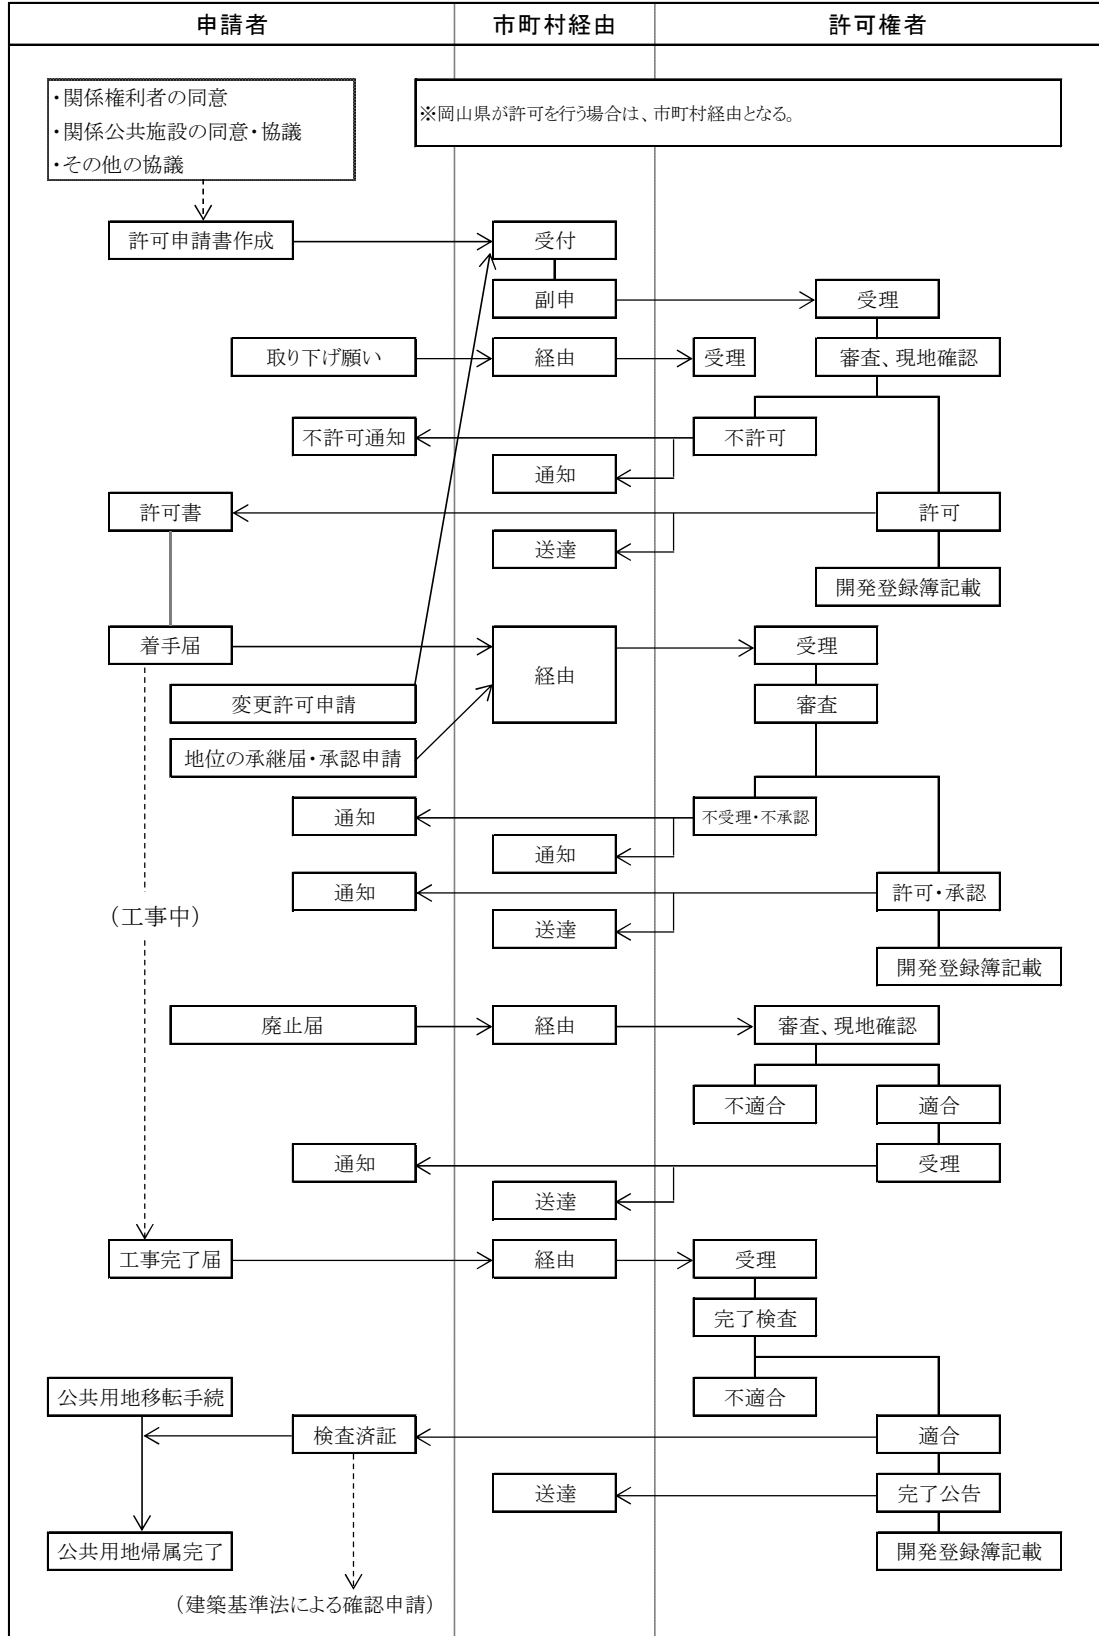 申請者
市町村経由
許可権者
・関係権利者の同意
・関係公共施設の同意・協議
・その他の協議
※岡山県が許可を行う場合は、市町村経由となる。
許可申請書作成
受付
副申
受理
取り下げ願い
経由
受理
審査、現地確認
不許可通知
不許可
通知
許可書
許可
送達
開発登録簿記載
着手届
経由
受理
変更許可申請
審査
地位の承継届・承認申請
通知
不受理・不承認
通知
通知
許可・承認
（工事中）
送達
開発登録簿記載
廃止届
経由
審査、現地確認
不適合
適合
通知
受理
送達
工事完了届
経由
受理
完了検査
公共用地移転手続
不適合
検査済証
適合
送達
完了公告
公共用地帰属完了
開発登録簿記載
（建築基準法による確認申請）